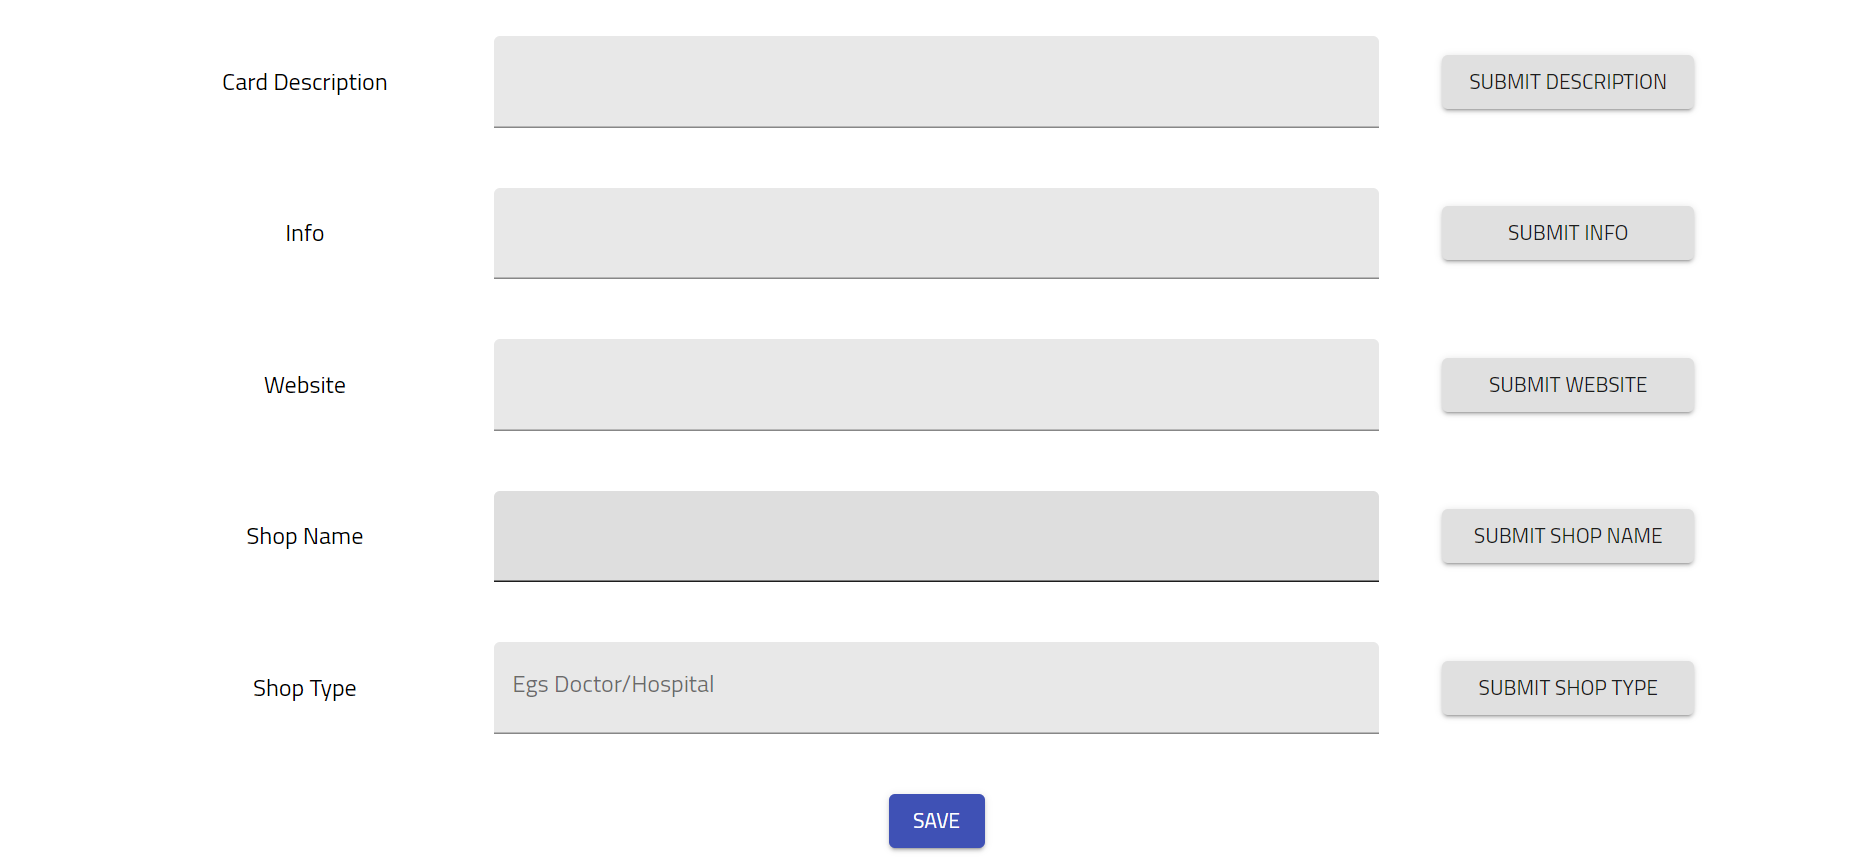 Card Description
SUBMIT DESCRIPTION
Info
SUBMIT INFO
Website
SUBMIT WEBSITE
Shop Name
SUBMIT SHOP NAME
Shop Type
Egs Doctor/Hospital
SUBMIT SHOP TYPE
SAVE